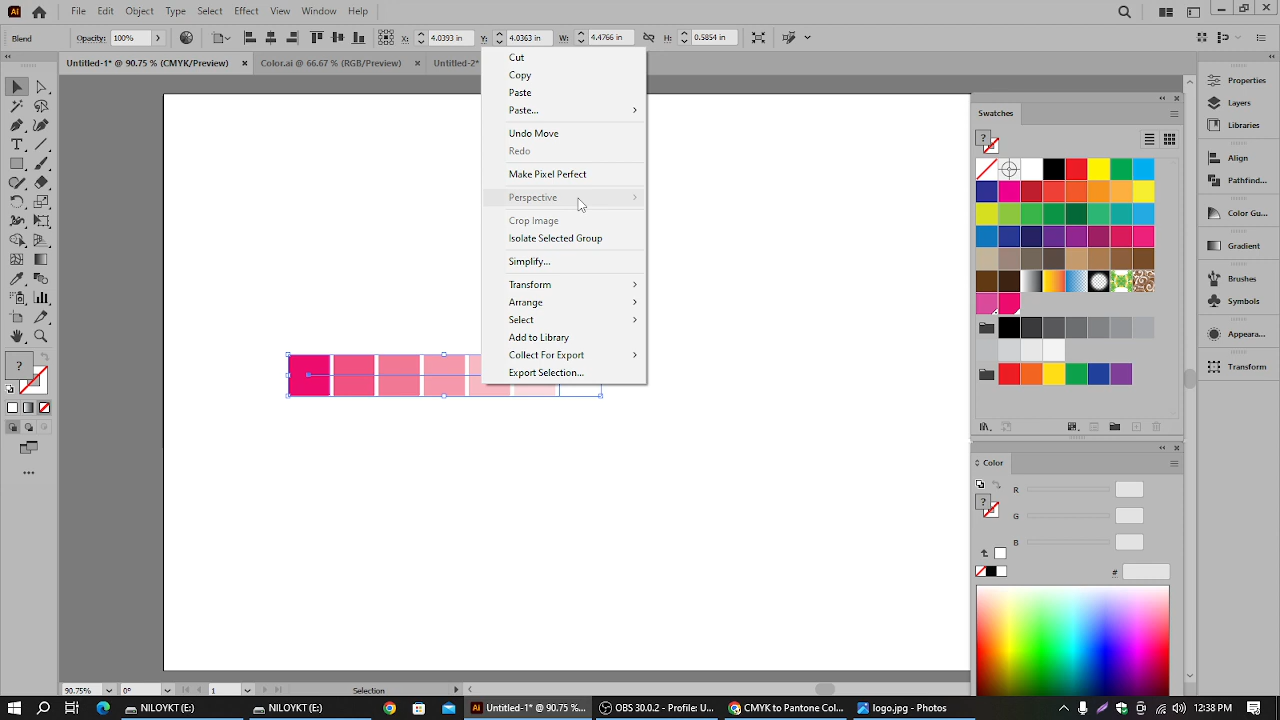 Ai File Edit Object Type Select Effect View Window Help
Blend Opacity: 100% X: 4.0393 in Y: 4.0363 in W: 4.4766 in H: 0.5854 in
Untitled-1* @ 90.75 % (CMYK/Preview) × Color.ai @ 66.67 % (RGB/Preview) × Untitled-2*
Cut
Copy
Paste
Paste...
Undo Move
Redo
Make Pixel Perfect
Perspective
Crop Image
Isolate Selected Group
Simplify...
Transform
Arrange
Select
Add to Library
Collect For Export
Export Selection...
Swatches
?
Color
?
R
G
B
#
Properties
Layers
Libraries
Align
Pathfin...
Color Gu...
Gradient
Brushes
Symbols
Appeara...
Transform
?
90.75% 0° 1 Selection
NILOYKT (E:) NILOYKT (E:) Ai Untitled-1* @ 90.75 %... OBS 30.0.2 - Profile: U... CMYK to Pantone Col... logo.jpg - Photos 12:38 PM